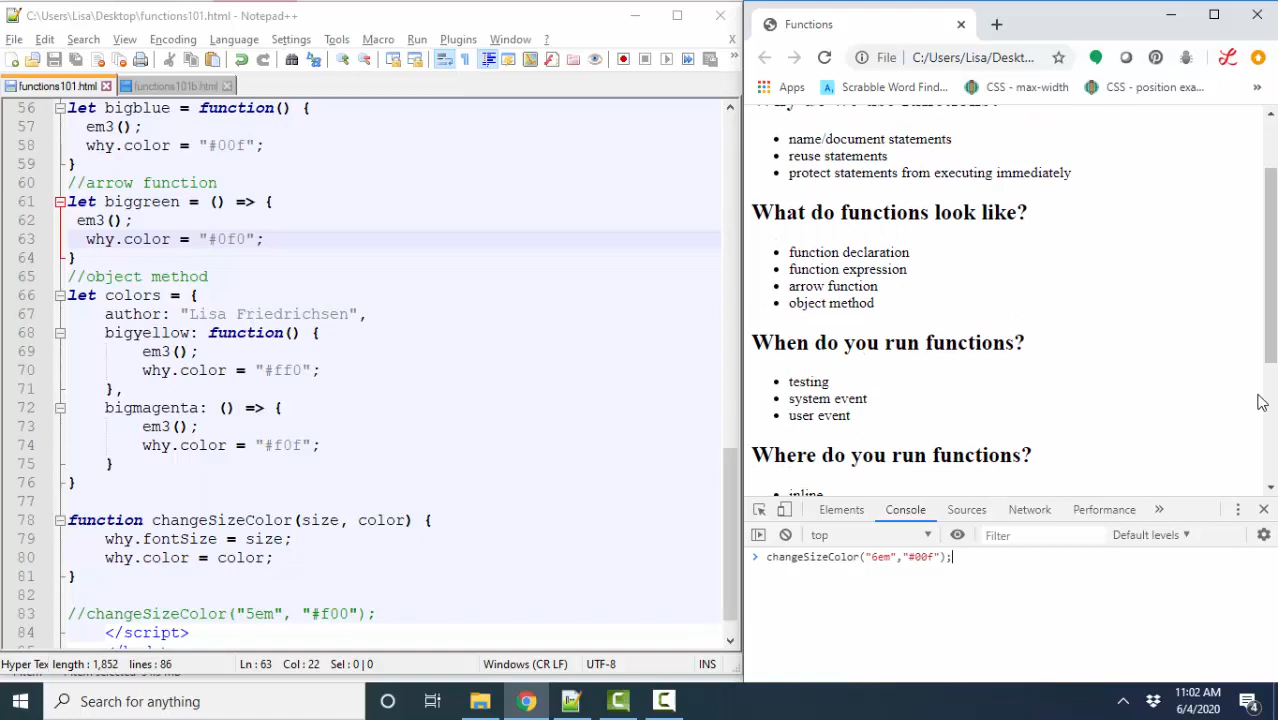 C:\Users\Lisa\Desktop\functions101.html - Notepad++
File Edit Search View Encoding Language Settings Tools Macro Run Plugins Window ? X
functions101.html functions101b.html
56 let bigblue = function() {
57 em3();
58 why.color = "#00f";
59 }
60 //arrow function
61 let biggreen = () => {
62 em3();
63 why.color = "#0f0";
64 }
65 //object method
66 let colors = {
67 author: "Lisa Friedrichsen",
68 bigyellow: function() {
69 em3();
70 why.color = "#ff0";
71 },
72 bigmagenta: () => {
73 em3();
74 why.color = "#f0f";
75 }
76 }
77
78 function changeSizeColor(size, color) {
79 why.fontSize = size;
80 why.color = color;
81 }
82
83 //changeSizeColor("5em", "#f00");
84 </script>
Hyper Tex length : 1,852 lines : 86 Ln : 63 Col : 22 Sel : 0 | 0 Windows (CR LF) UTF-8 INS
Functions
File C:/Users/Lisa/Deskt...
Apps Scrabble Word Find... CSS - max-width CSS - position exa... »
Why do we use functions?
• name/document statements
• reuse statements
• protect statements from executing immediately
What do functions look like?
• function declaration
• function expression
• arrow function
• object method
When do you run functions?
• testing
• system event
• user event
Where do you run functions?
• inline
Elements Console Sources Network Performance »
top Filter Default levels
> changeSizeColor("6em","#00f");
Search for anything
11:02 AM
6/4/2020
4